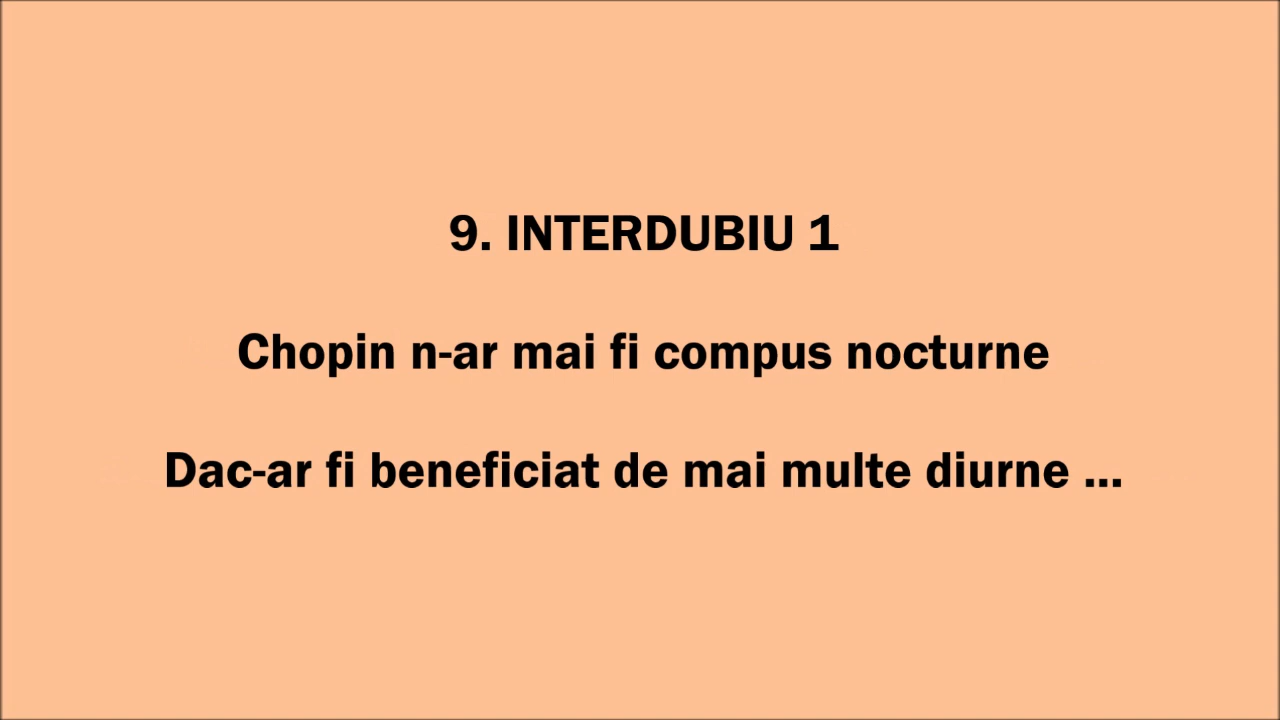 9. INTERDUBIU 1
Chopin n-ar mai fi compus nocturne
Dac-ar fi beneficiat de mai multe diurne ...